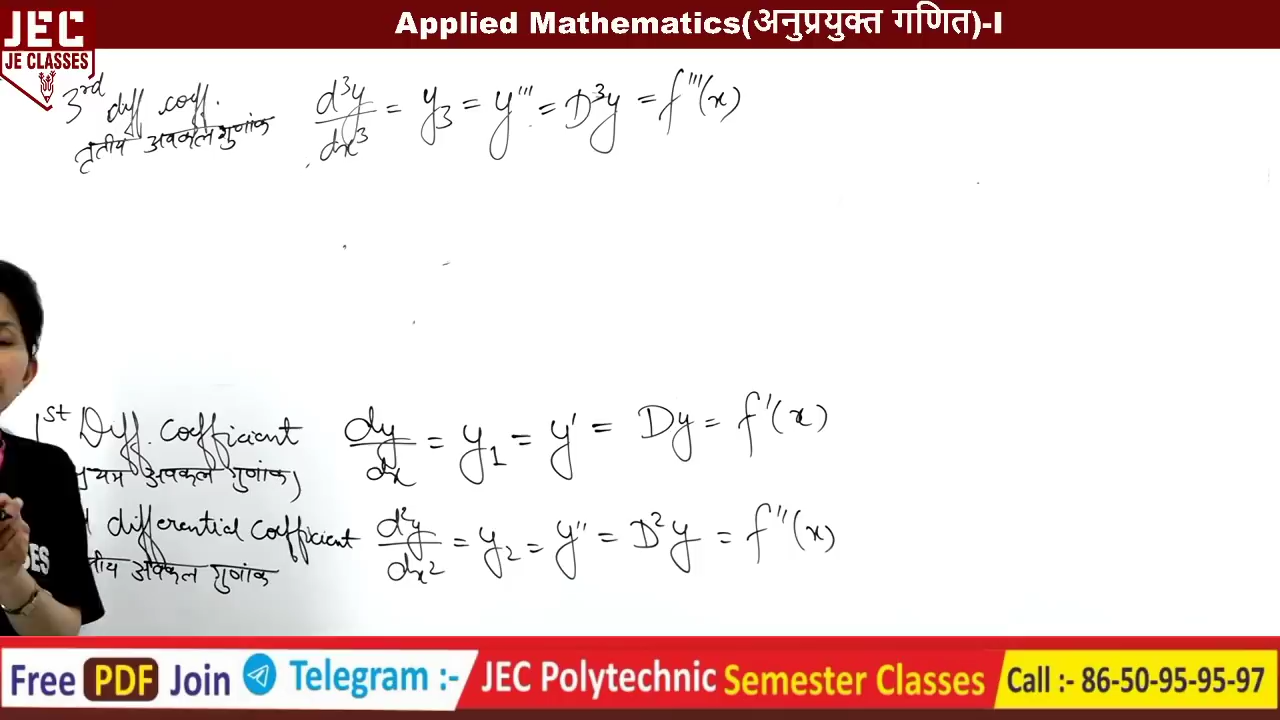 JEC
JE CLASSES
Applied Mathematics(अनुप्रयुक्त गणित)-I
3rd diff coff. d³y/dx³ = y₃ = y''' = D³y = f'''(x)
तृतीय अवकल गुणांक
1st Diff. coefficient dy/dx = y₁ = y' = Dy = f'(x)
अवकल गुणांक)
differential coefficient d²y/dx² = y₂ = y'' = D²y = f''(x)
अवकल गुणांक
Free PDF Join Telegram :- JEC Polytechnic Semester Classes Call :- 86-50-95-95-97